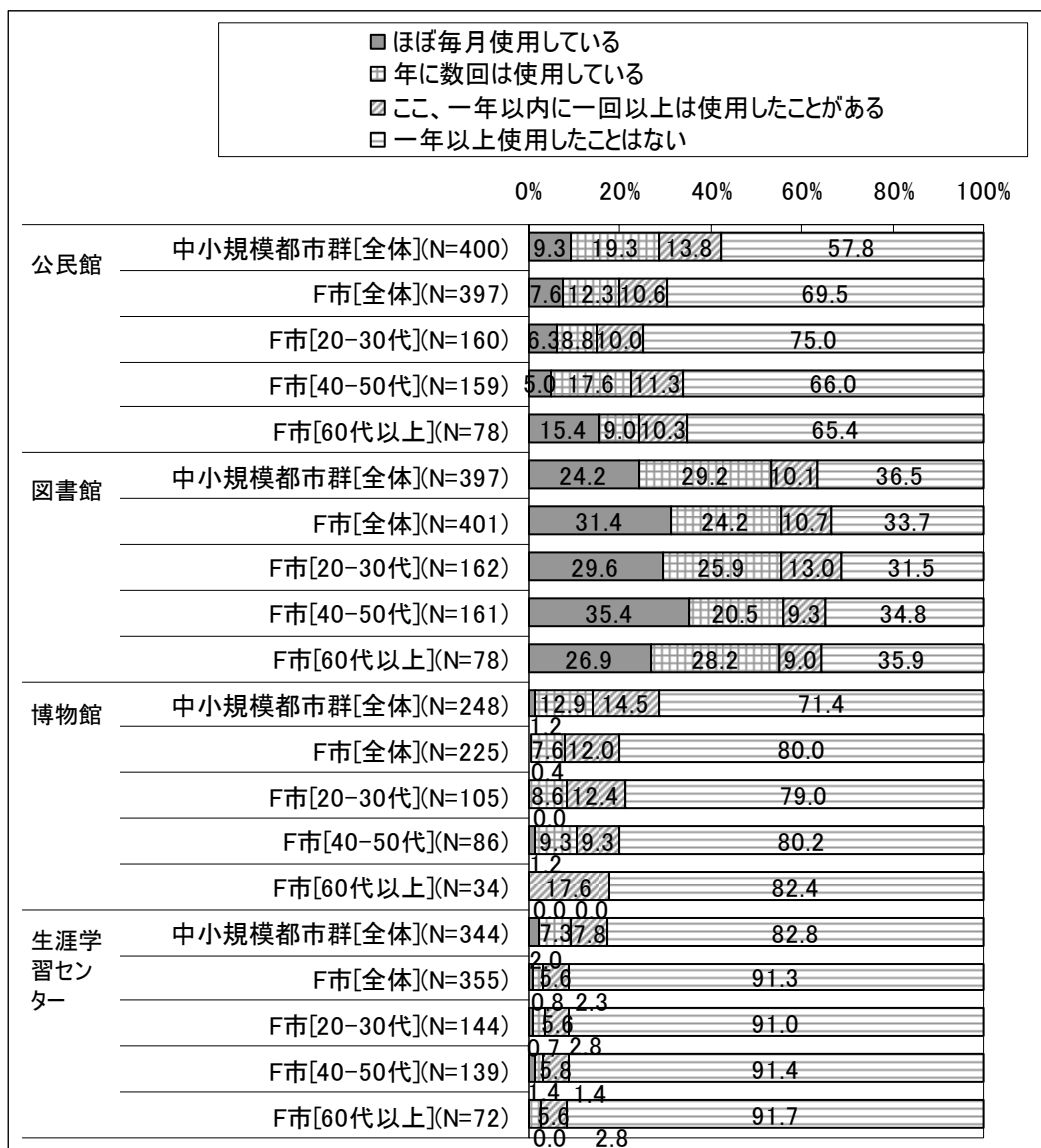 ほぼ毎月使用している
年に数回は使用している
ここ、一年以内に一回以上は使用したことがある
一年以上使用したことはない
0% 20% 40% 60% 80% 100%
公民館
中小規模都市群[全体](N=400) 9.3 19.3 13.8 57.8
F市[全体](N=397) 7.6 12.3 10.6 69.5
F市[20-30代](N=160) 6.3 8.8 10.0 75.0
F市[40-50代](N=159) 5.0 17.6 11.3 66.0
F市[60代以上](N=78) 15.4 9.0 10.3 65.4
図書館
中小規模都市群[全体](N=397) 24.2 29.2 10.1 36.5
F市[全体](N=401) 31.4 24.2 10.7 33.7
F市[20-30代](N=162) 29.6 25.9 13.0 31.5
F市[40-50代](N=161) 35.4 20.5 9.3 34.8
F市[60代以上](N=78) 26.9 28.2 9.0 35.9
博物館
中小規模都市群[全体](N=248) 12.9 14.5 71.4
1.2
F市[全体](N=225) 7.6 12.0 80.0
0.4
F市[20-30代](N=105) 8.6 12.4 79.0
0.0
F市[40-50代](N=86) 9.3 9.3 80.2
1.2
F市[60代以上](N=34) 17.6 82.4
0.0 0.0
生涯学
習セン
ター
中小規模都市群[全体](N=344) 7.3 7.8 82.8
2.0
F市[全体](N=355) 5.6 91.3
0.8 2.3
F市[20-30代](N=144) 5.6 91.0
0.7 2.8
F市[40-50代](N=139) 5.8 91.4
1.4 1.4
F市[60代以上](N=72) 5.6 91.7
0.0 2.8